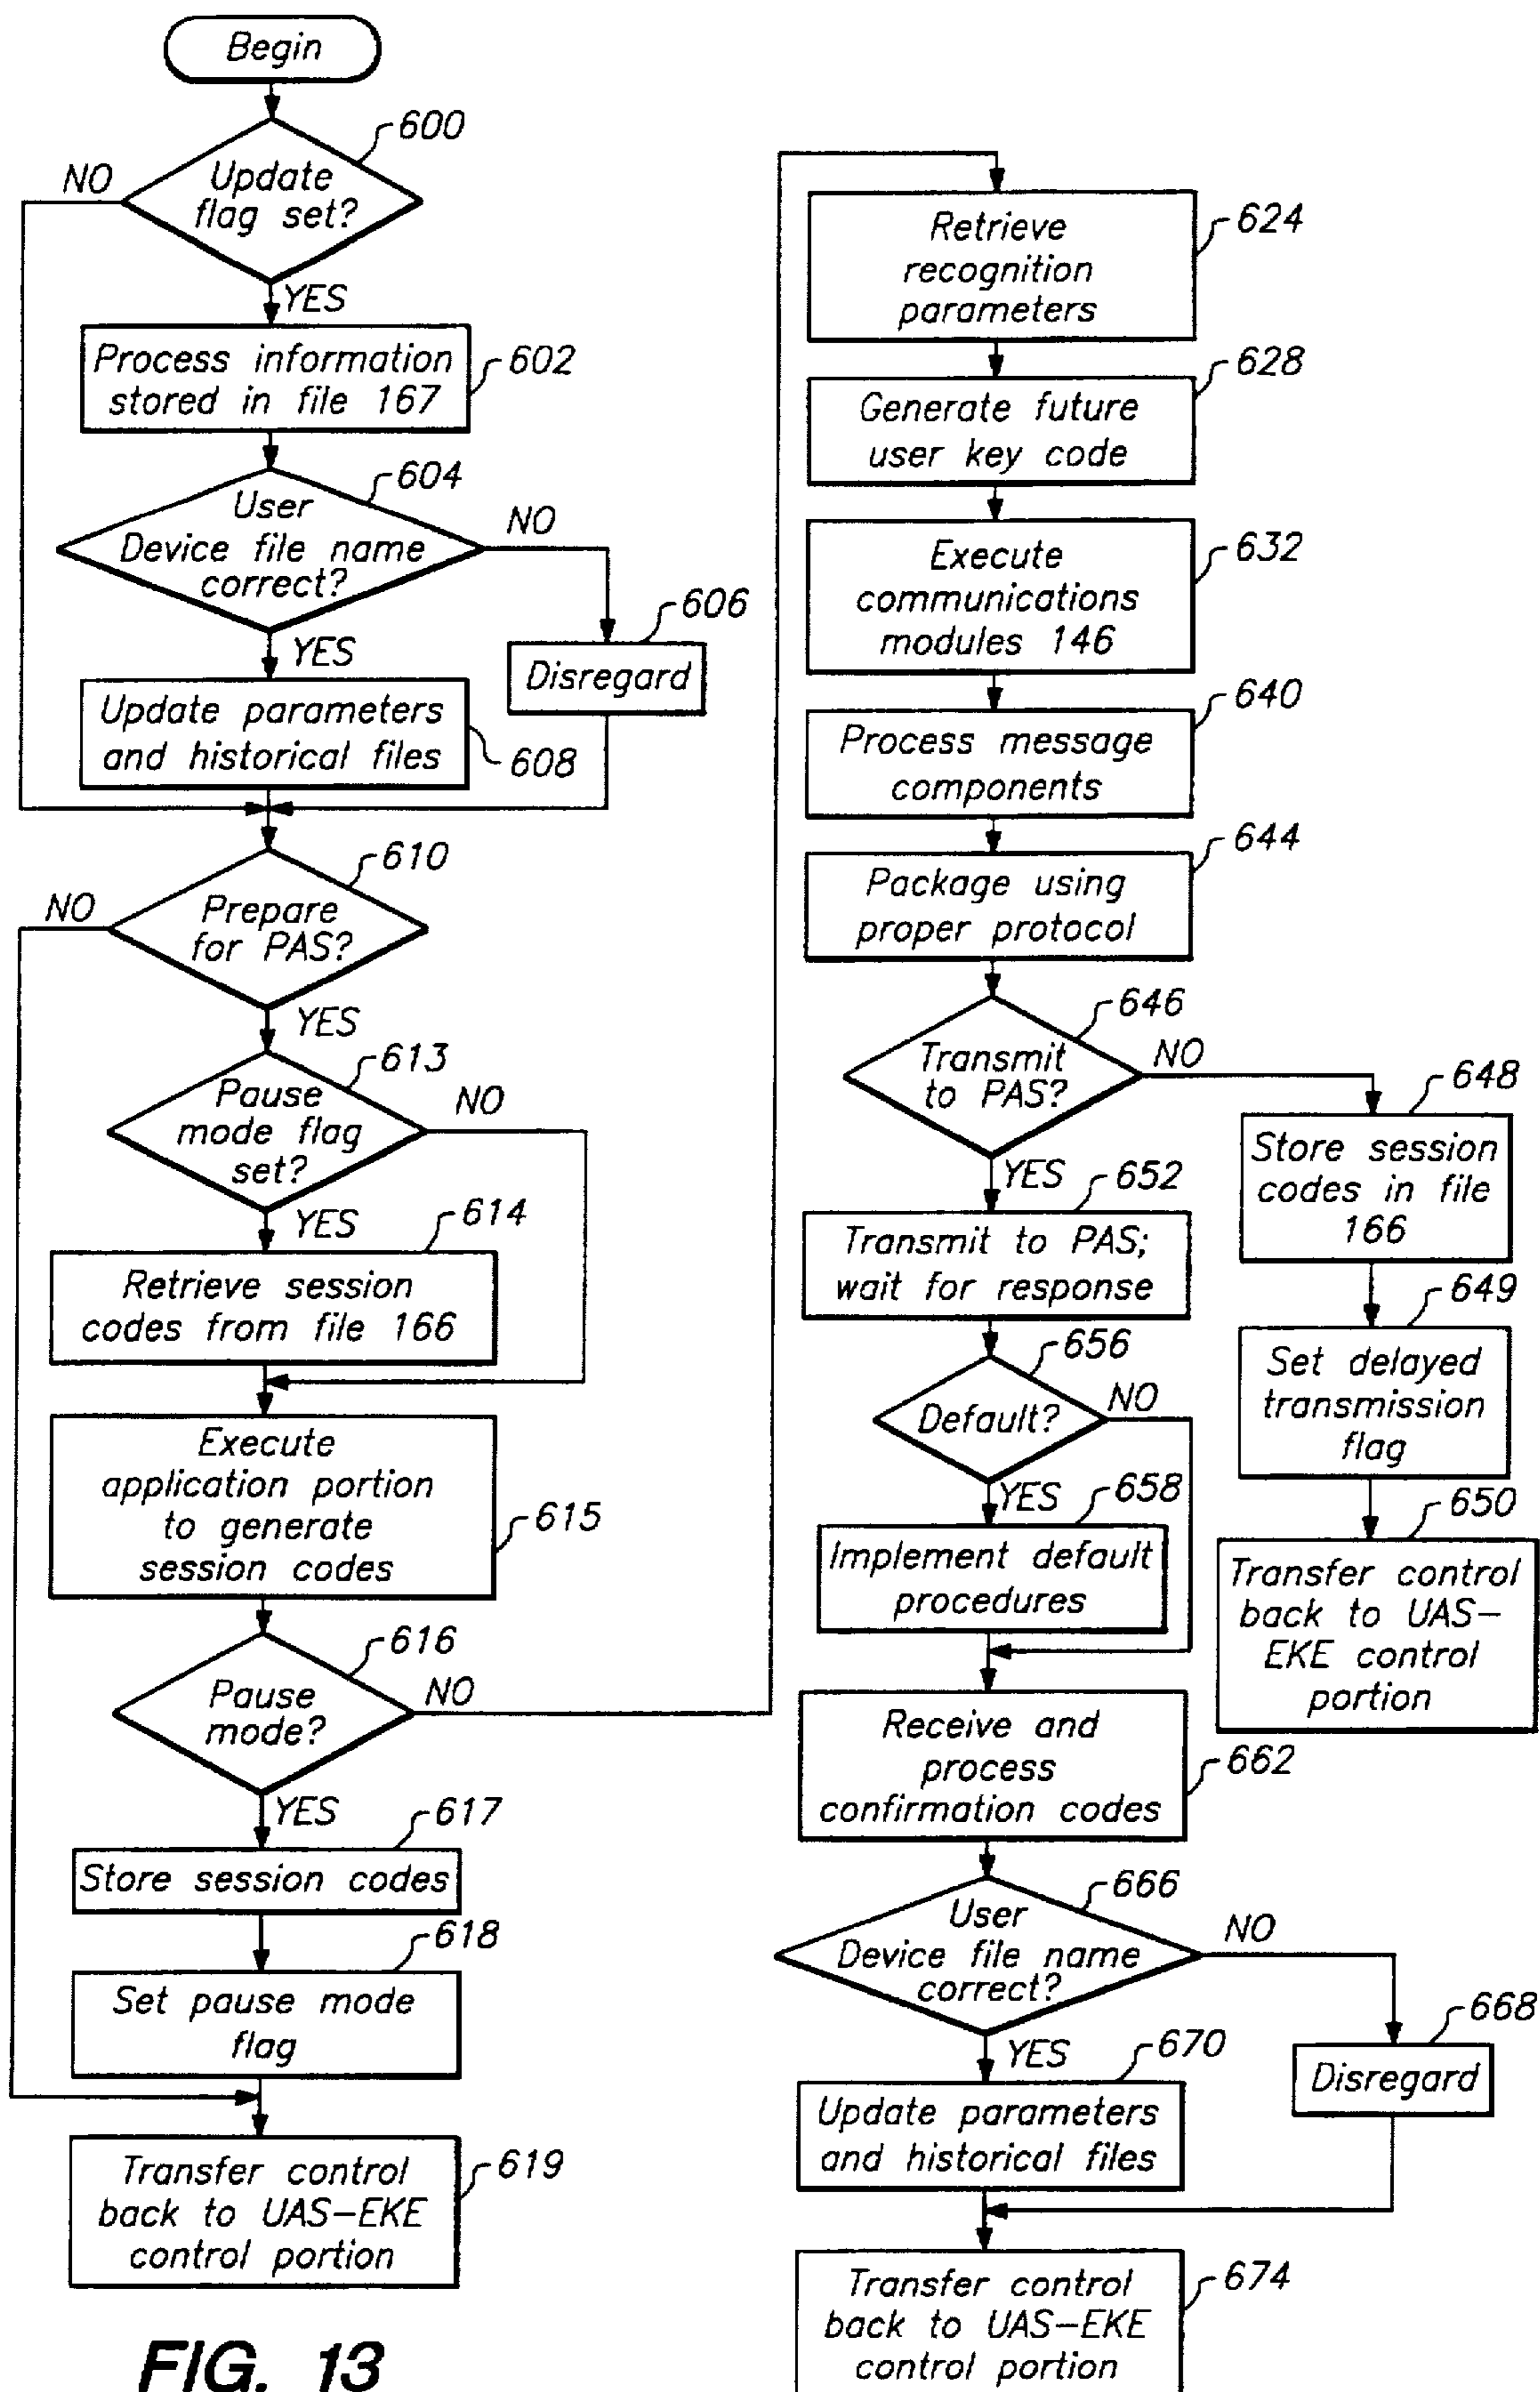 Begin
600
NO
Update
flag set?
YES
Process information
stored in file 167
602
604
User
Device file name
correct?
NO
YES
606
Disregard
Update parameters
and historical files
608
610
NO
Prepare
for PAS?
YES
613
Pause
mode flag
set?
NO
YES
614
Retrieve session
codes from file 166
Execute
application portion
to generate
session codes
615
616
Pause
mode?
NO
YES
617
Store session codes
618
Set pause mode
flag
Transfer control
back to UAS-EKE
control portion
619
FIG. 13
Retrieve
recognition
parameters
624
Generate future
user key code
628
Execute
communications
modules 146
632
Process message
components
640
Package using
proper protocol
644
646
Transmit
to PAS?
NO
YES
648
Store session
codes in file
166
649
Set delayed
transmission
flag
650
Transfer control
back to UAS-
EKE control
portion
652
Transmit to PAS;
wait for response
656
Default?
NO
YES
658
Implement default
procedures
Receive and
process
confirmation codes
662
666
User
Device file name
correct?
NO
YES
668
Disregard
670
Update parameters
and historical files
Transfer control
back to UAS-EKE
control portion
674